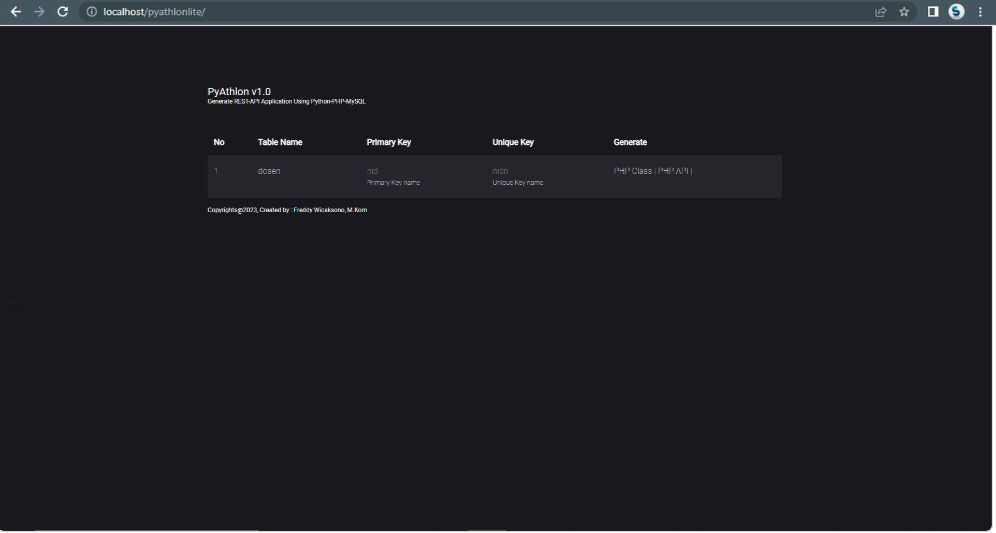 localhost/pyathlonlite/
PyAthlon v1.0
Generate REST-API Application Using Python-PHP-MySQL
No Table Name Primary Key Unique Key Generate
1 dosen nid nidn PHP Class | PHP API |
Primary Key name Unique Key name
Copyrights@2023, Created by : Freddy Wicaksono, M.Kom